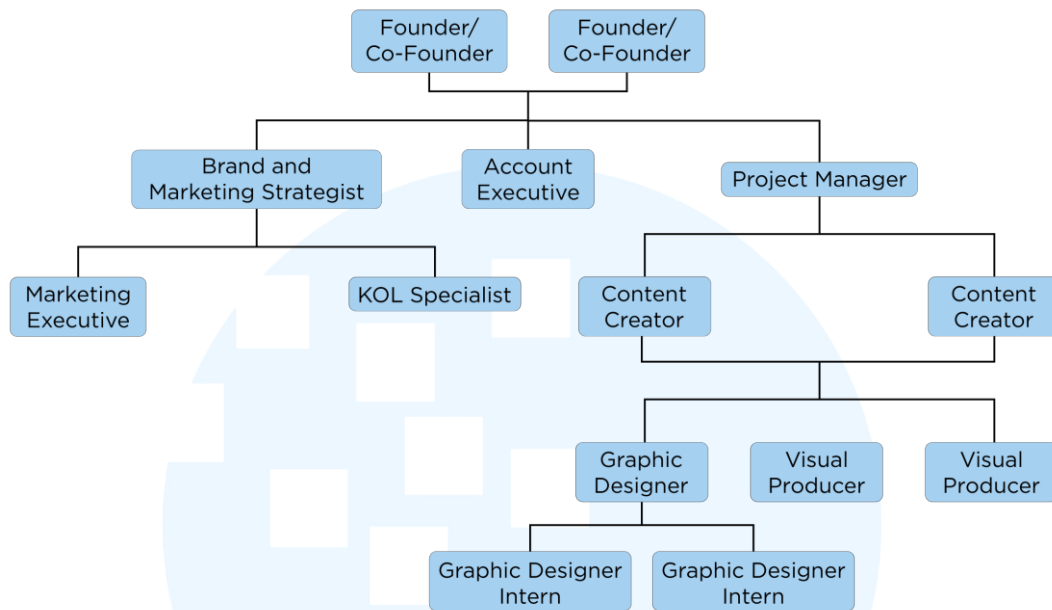 Founder/
Co-Founder
Founder/
Co-Founder
Brand and
Marketing Strategist
Account
Executive
Project Manager
Marketing
Executive
KOL Specialist
Content
Creator
Content
Creator
Graphic
Designer
Visual
Producer
Visual
Producer
Graphic Designer
Intern
Graphic Designer
Intern